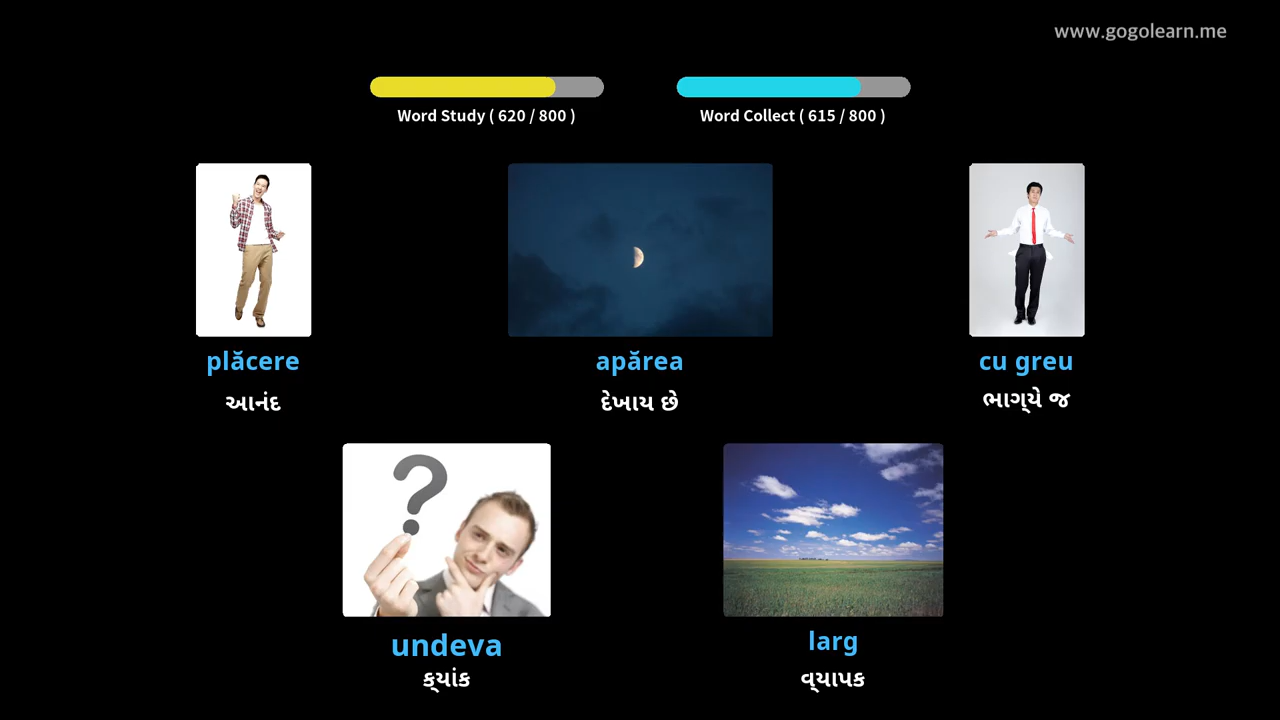 www.gogolearn.me
Word Study ( 620 / 800 )
Word Collect ( 615 / 800 )
plăcere
આનંદ
apărea
દેખાય છે
cu greu
ભાગ્યે જ
undeva
ક્યાંક
larg
વ્યાપક